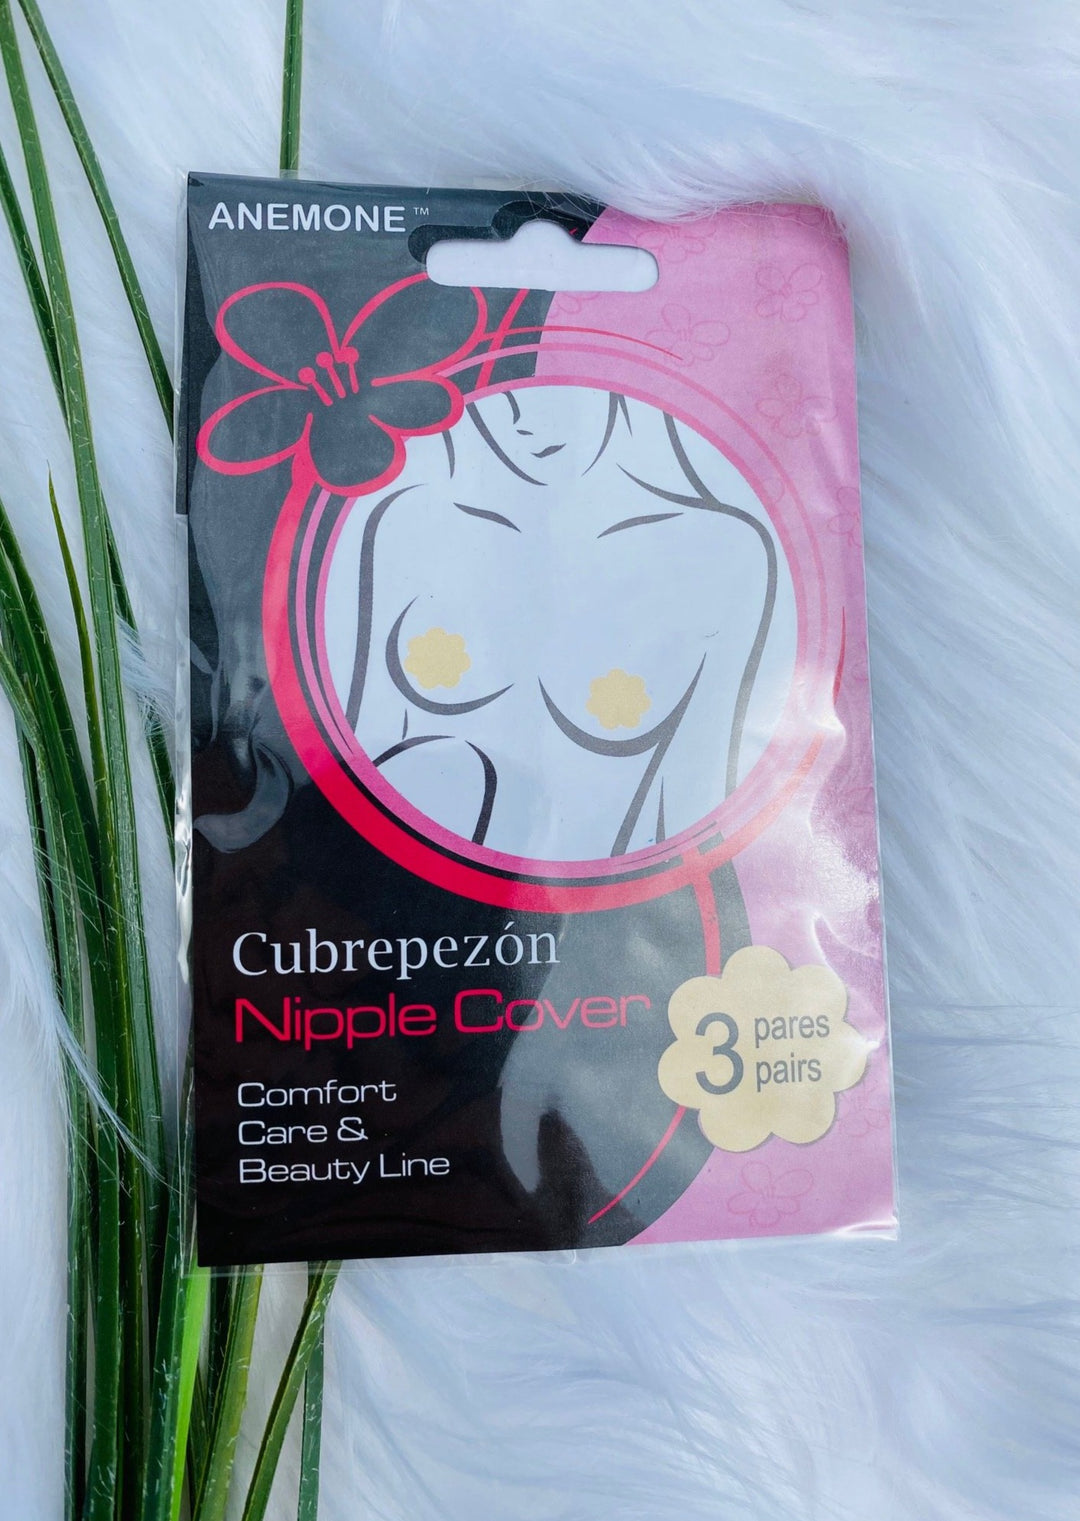 ANEMONE™
Cubrepezón
Nipple Cover
3 pares
pairs
Comfort
Care &
Beauty Line